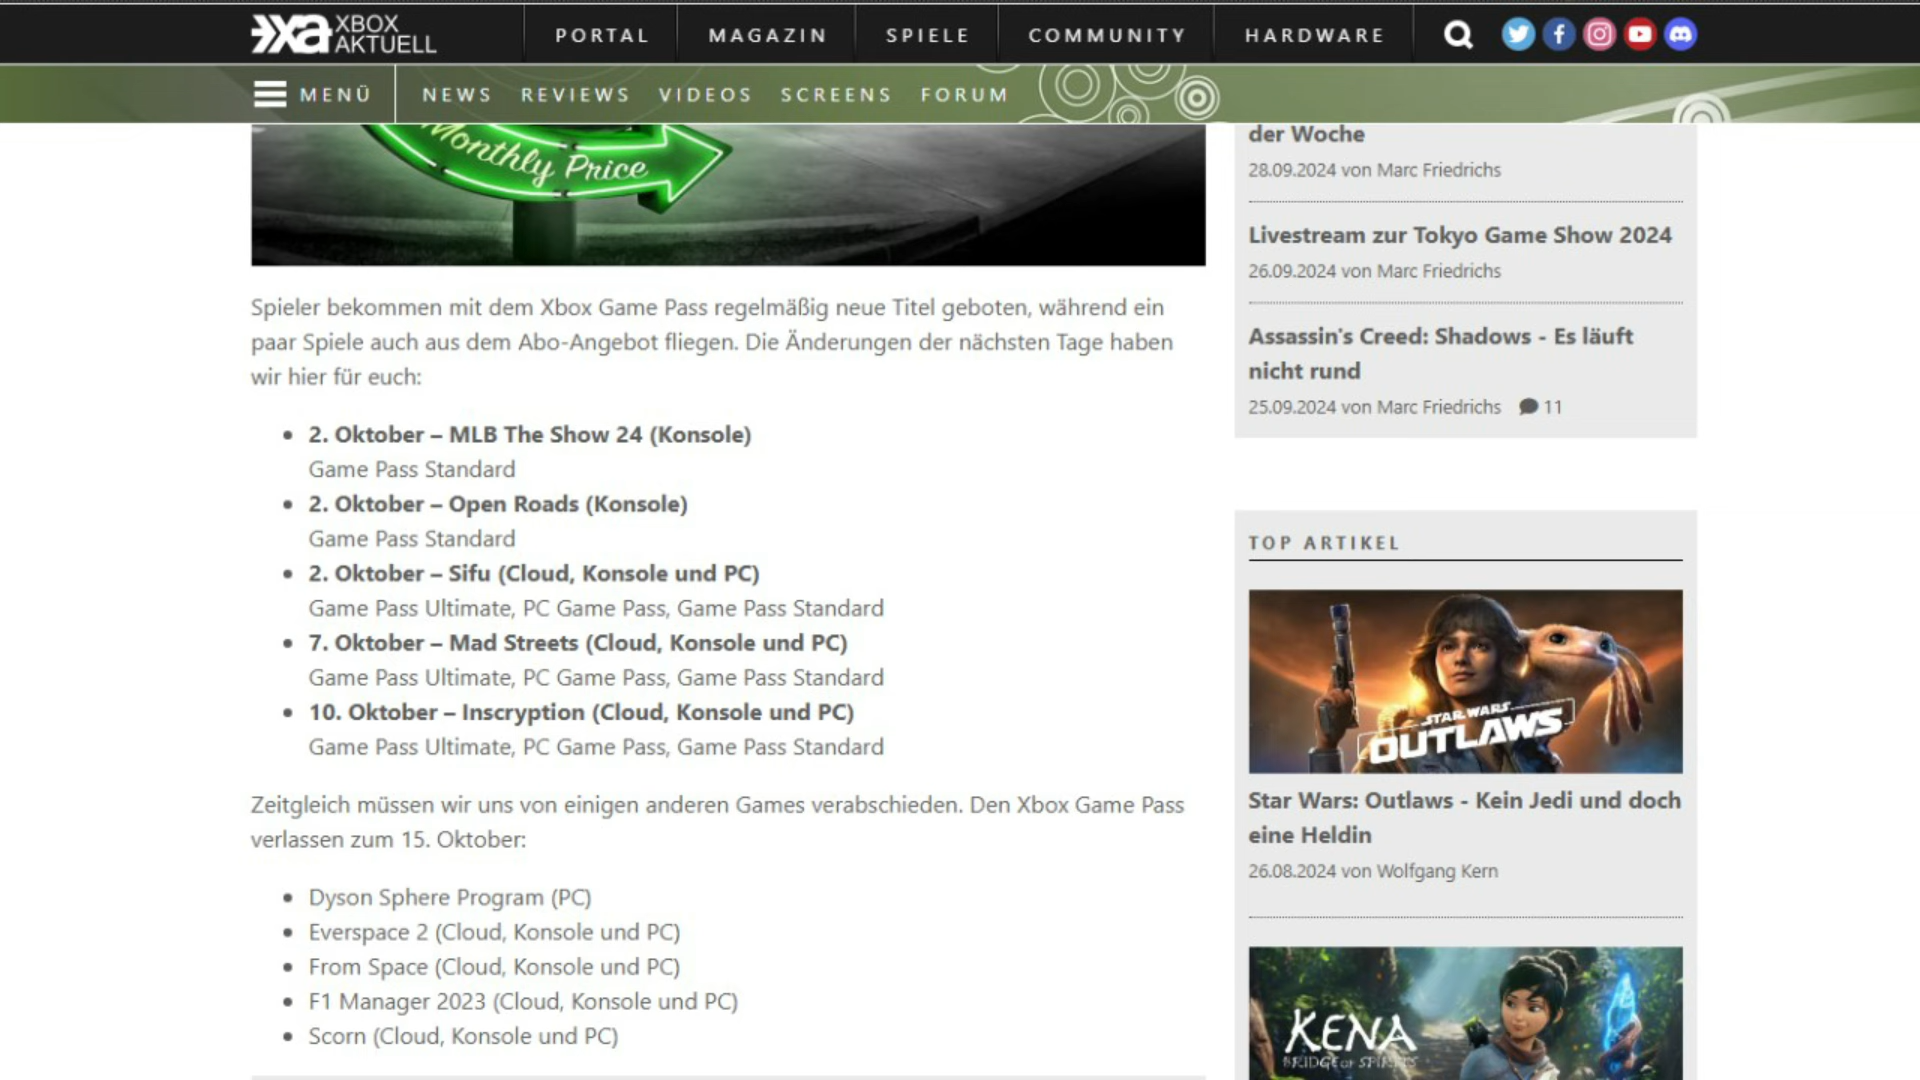 XBOX
AKTUELL
PORTAL
MAGAZIN
SPIELE
COMMUNITY
HARDWARE
MENÜ
NEWS
REVIEWS
VIDEOS
SCREENS
FORUM
Monthly Price
Spieler bekommen mit dem Xbox Game Pass regelmäßig neue Titel geboten, während ein
paar Spiele auch aus dem Abo-Angebot fliegen. Die Änderungen der nächsten Tage haben
wir hier für euch:
2. Oktober – MLB The Show 24 (Konsole)
Game Pass Standard
2. Oktober – Open Roads (Konsole)
Game Pass Standard
2. Oktober – Sifu (Cloud, Konsole und PC)
Game Pass Ultimate, PC Game Pass, Game Pass Standard
7. Oktober – Mad Streets (Cloud, Konsole und PC)
Game Pass Ultimate, PC Game Pass, Game Pass Standard
10. Oktober – Inscryption (Cloud, Konsole und PC)
Game Pass Ultimate, PC Game Pass, Game Pass Standard
Zeitgleich müssen wir uns von einigen anderen Games verabschieden. Den Xbox Game Pass
verlassen zum 15. Oktober:
Dyson Sphere Program (PC)
Everspace 2 (Cloud, Konsole und PC)
From Space (Cloud, Konsole und PC)
F1 Manager 2023 (Cloud, Konsole und PC)
Scorn (Cloud, Konsole und PC)
der Woche
28.09.2024 von Marc Friedrichs
Livestream zur Tokyo Game Show 2024
26.09.2024 von Marc Friedrichs
Assassin's Creed: Shadows - Es läuft
nicht rund
25.09.2024 von Marc Friedrichs 11
TOP ARTIKEL
STAR WARS
OUTLAWS
Star Wars: Outlaws - Kein Jedi und doch
eine Heldin
26.08.2024 von Wolfgang Kern
KENA
BRIDGE OF SPIRITS